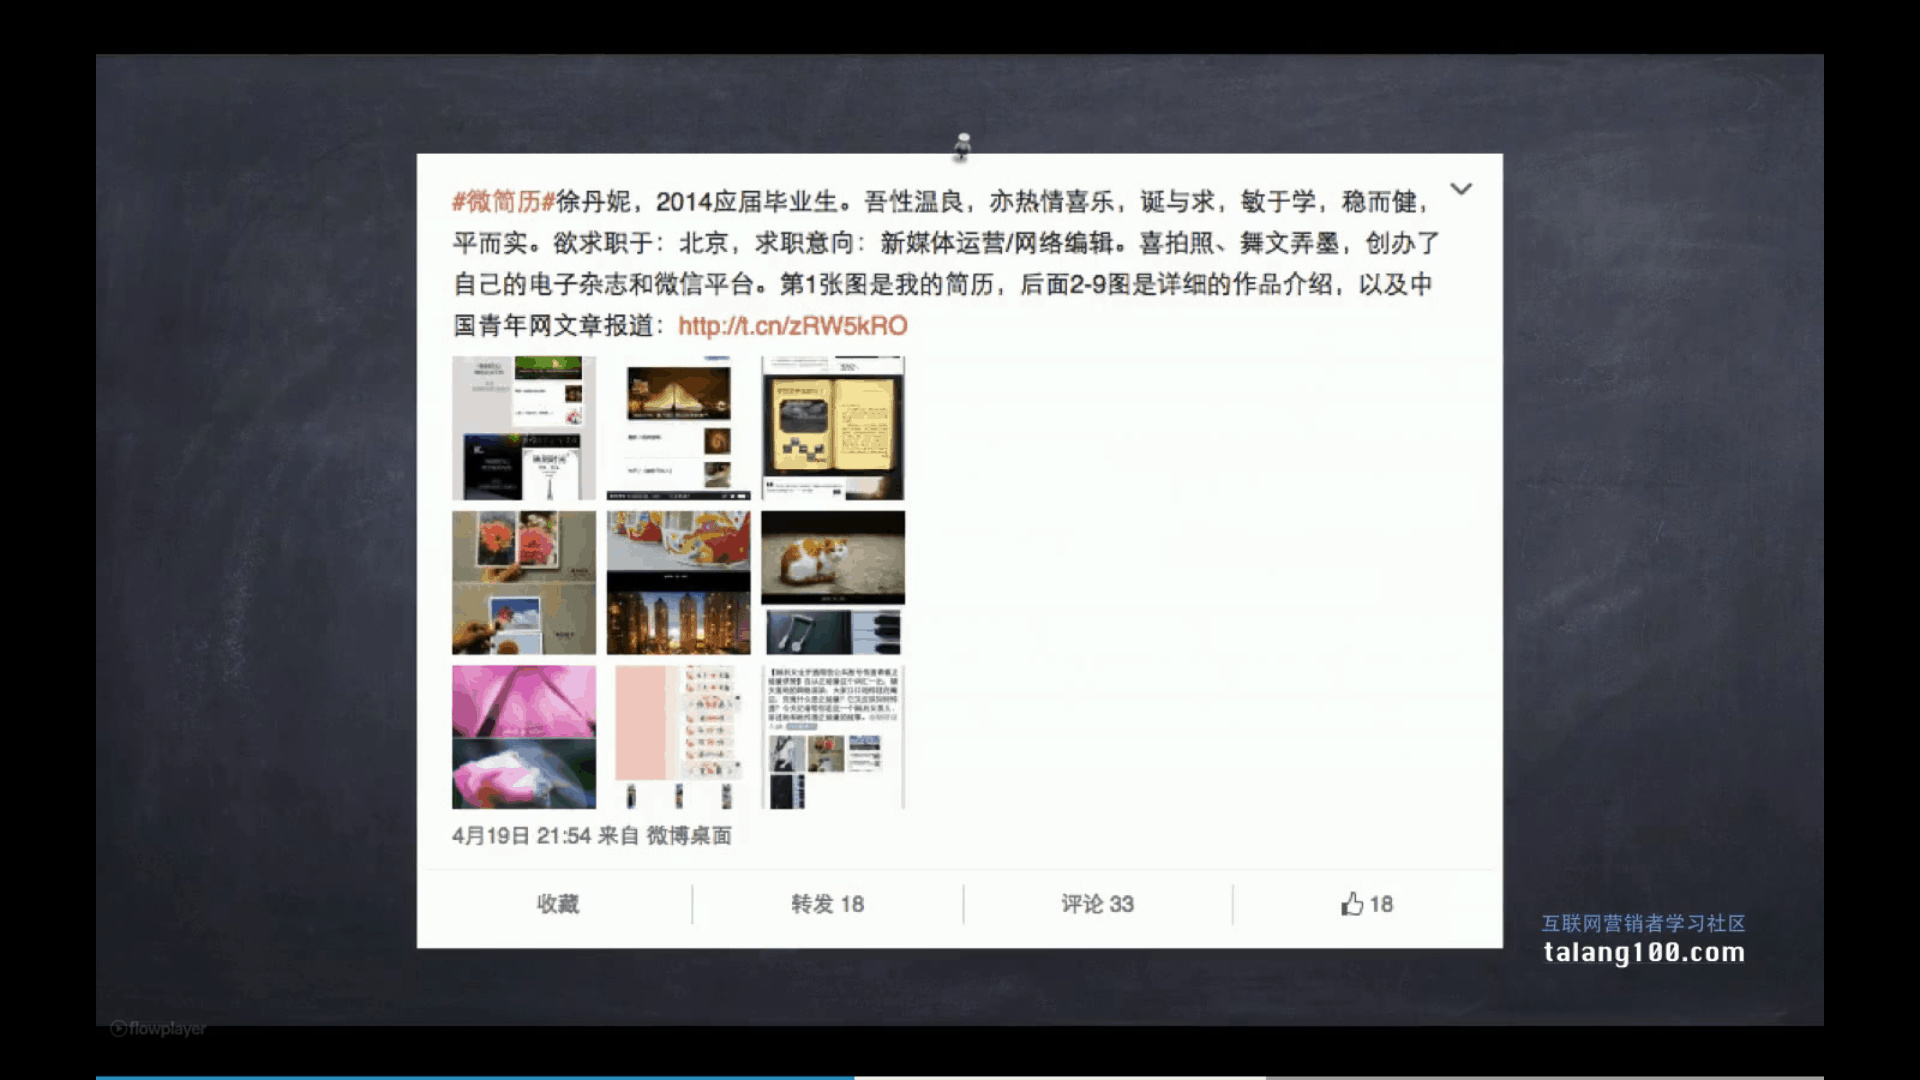 #微简历#徐丹妮，2014应届毕业生。吾性温良，亦热情喜乐，诞与求，敏于学，稳而健，
平而实。欲求职于：北京，求职意向：新媒体运营/网络编辑。喜拍照、舞文弄墨，创办了
自己的电子杂志和微信平台。第1张图是我的简历，后面2-9图是详细的作品介绍，以及中
国青年网文章报道：http://t.cn/zRW5kRO
4月19日 21:54 来自 微博桌面
收藏
转发 18
评论 33
18
互联网营销者学习社区
talang100.com
flowplayer